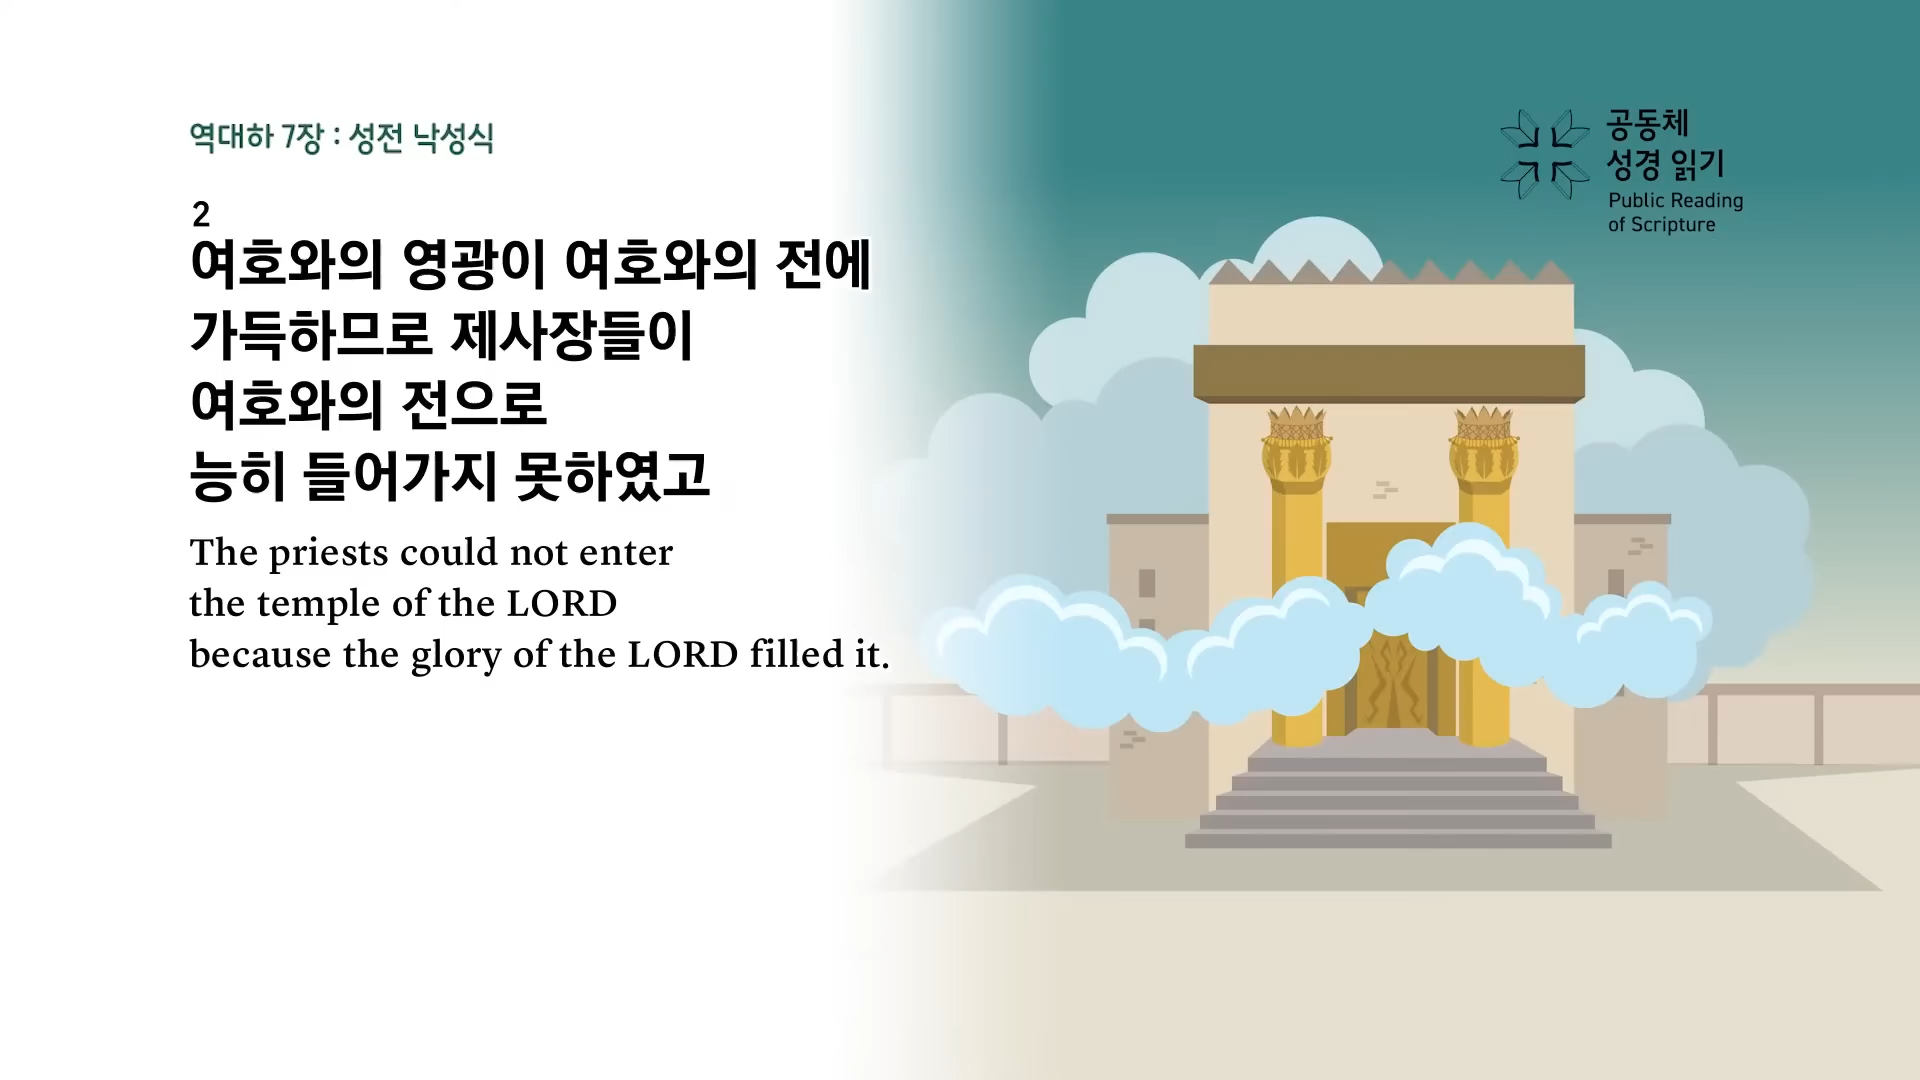 역대하 7장 : 성전 낙성식
2
여호와의 영광이 여호와의 전에
가득하므로 제사장들이
여호와의 전으로
능히 들어가지 못하였고
The priests could not enter
the temple of the LORD
because the glory of the LORD filled it.
공동체
성경 읽기
Public Reading
of Scripture